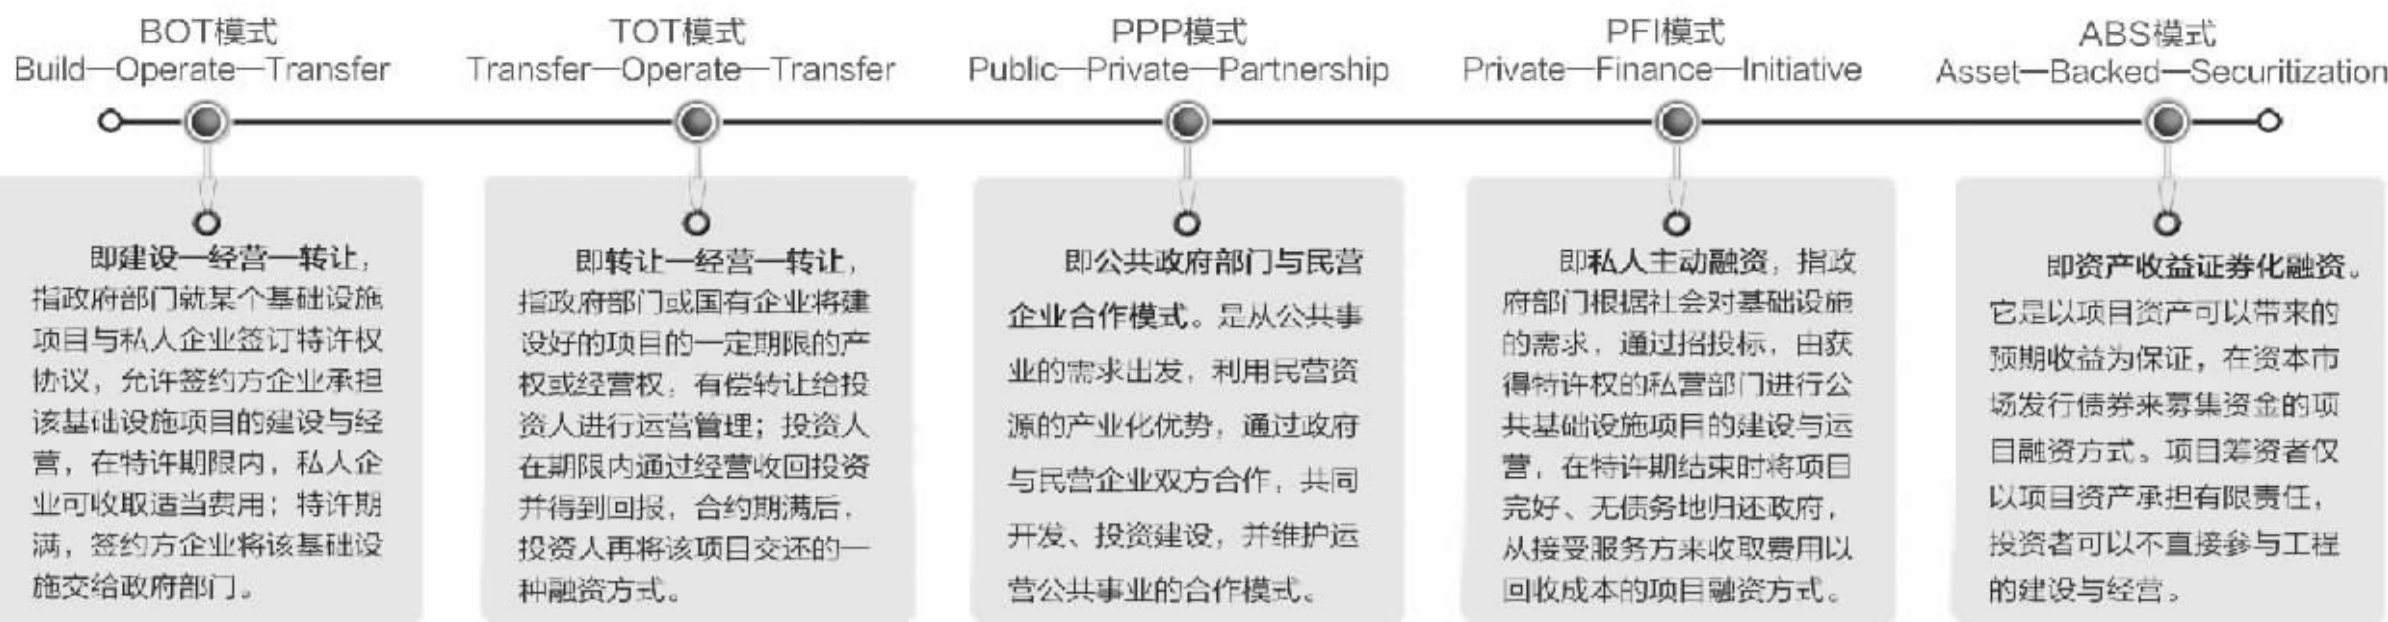 BOT模式
Build—Operate—Transfer
即建设—经营—转让，
指政府部门就某个基础设施
项目与私人企业签订特许权
协议，允许签约方企业承担
该基础设施项目的建设与经
营，在特许期限内，私人企
业可收取适当费用；特许期
满，签约方企业将该基础设
施交给政府部门。
TOT模式
Transfer—Operate—Transfer
即转让—经营—转让，
指政府部门或国有企业将建
设好的项目的一定期限的产
权或经营权，有偿转让给投
资人进行运营管理；投资人
在期限内通过经营收回投资
并得到回报，合约期满后，
投资人再将该项目交还的一
种融资方式。
PPP模式
Public—Private—Partnership
即公共政府部门与民营
企业合作模式。是从公共事
业的需求出发，利用民营资
源的产业化优势，通过政府
与民营企业双方合作，共同
开发、投资建设，并维护运
营公共事业的合作模式。
PFI模式
Private—Finance—Initiative
即私人主动融资，指政
府部门根据社会对基础设施
的需求，通过招投标，由获
得特许权的私营部门进行公
共基础设施项目的建设与运
营，在特许期结束时将项目
完好、无债务地归还政府，
从接受服务方来收取费用以
回收成本的项目融资方式。
ABS模式
Asset—Backed—Securitization
即资产收益证券化融资。
它是以项目资产可以带来的
预期收益为保证，在资本市
场发行债券来募集资金的项
目融资方式。项目筹资者仅
以项目资产承担有限责任，
投资者可以不直接参与工程
的建设与经营。